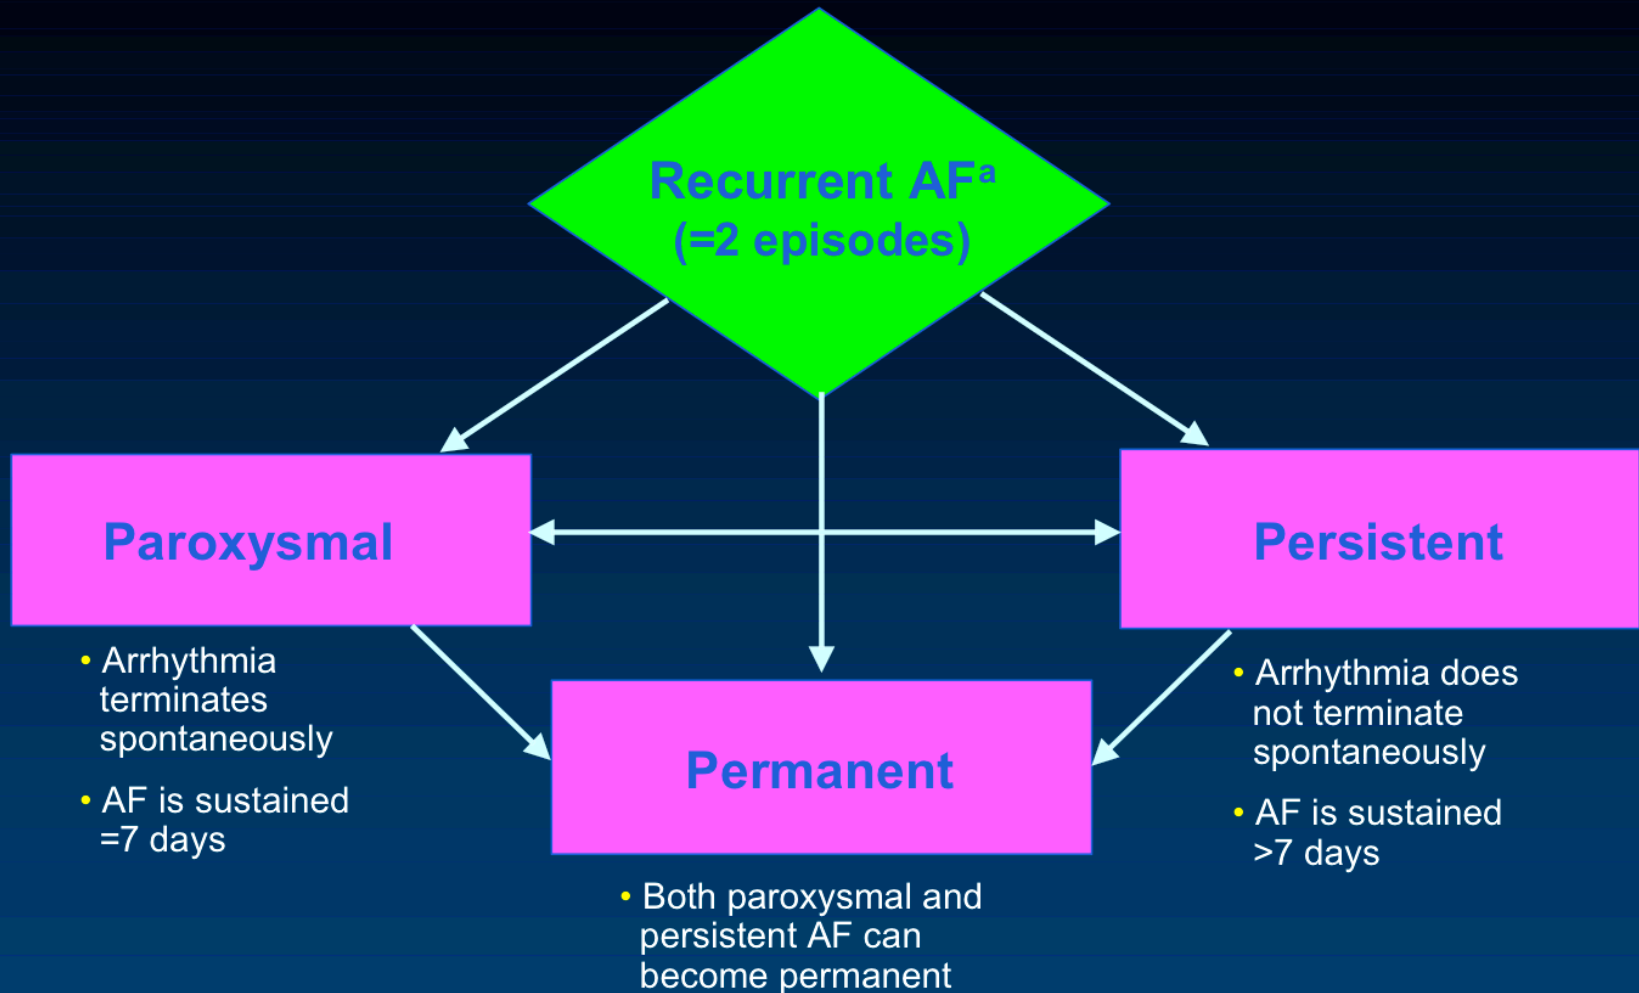 Recurrent AFᵃ
(=2 episodes)
Paroxysmal
Persistent
• Arrhythmia
terminates
spontaneously
• AF is sustained
=7 days
Permanent
• Arrhythmia does
not terminate
spontaneously
• AF is sustained
>7 days
• Both paroxysmal and
persistent AF can
become permanent